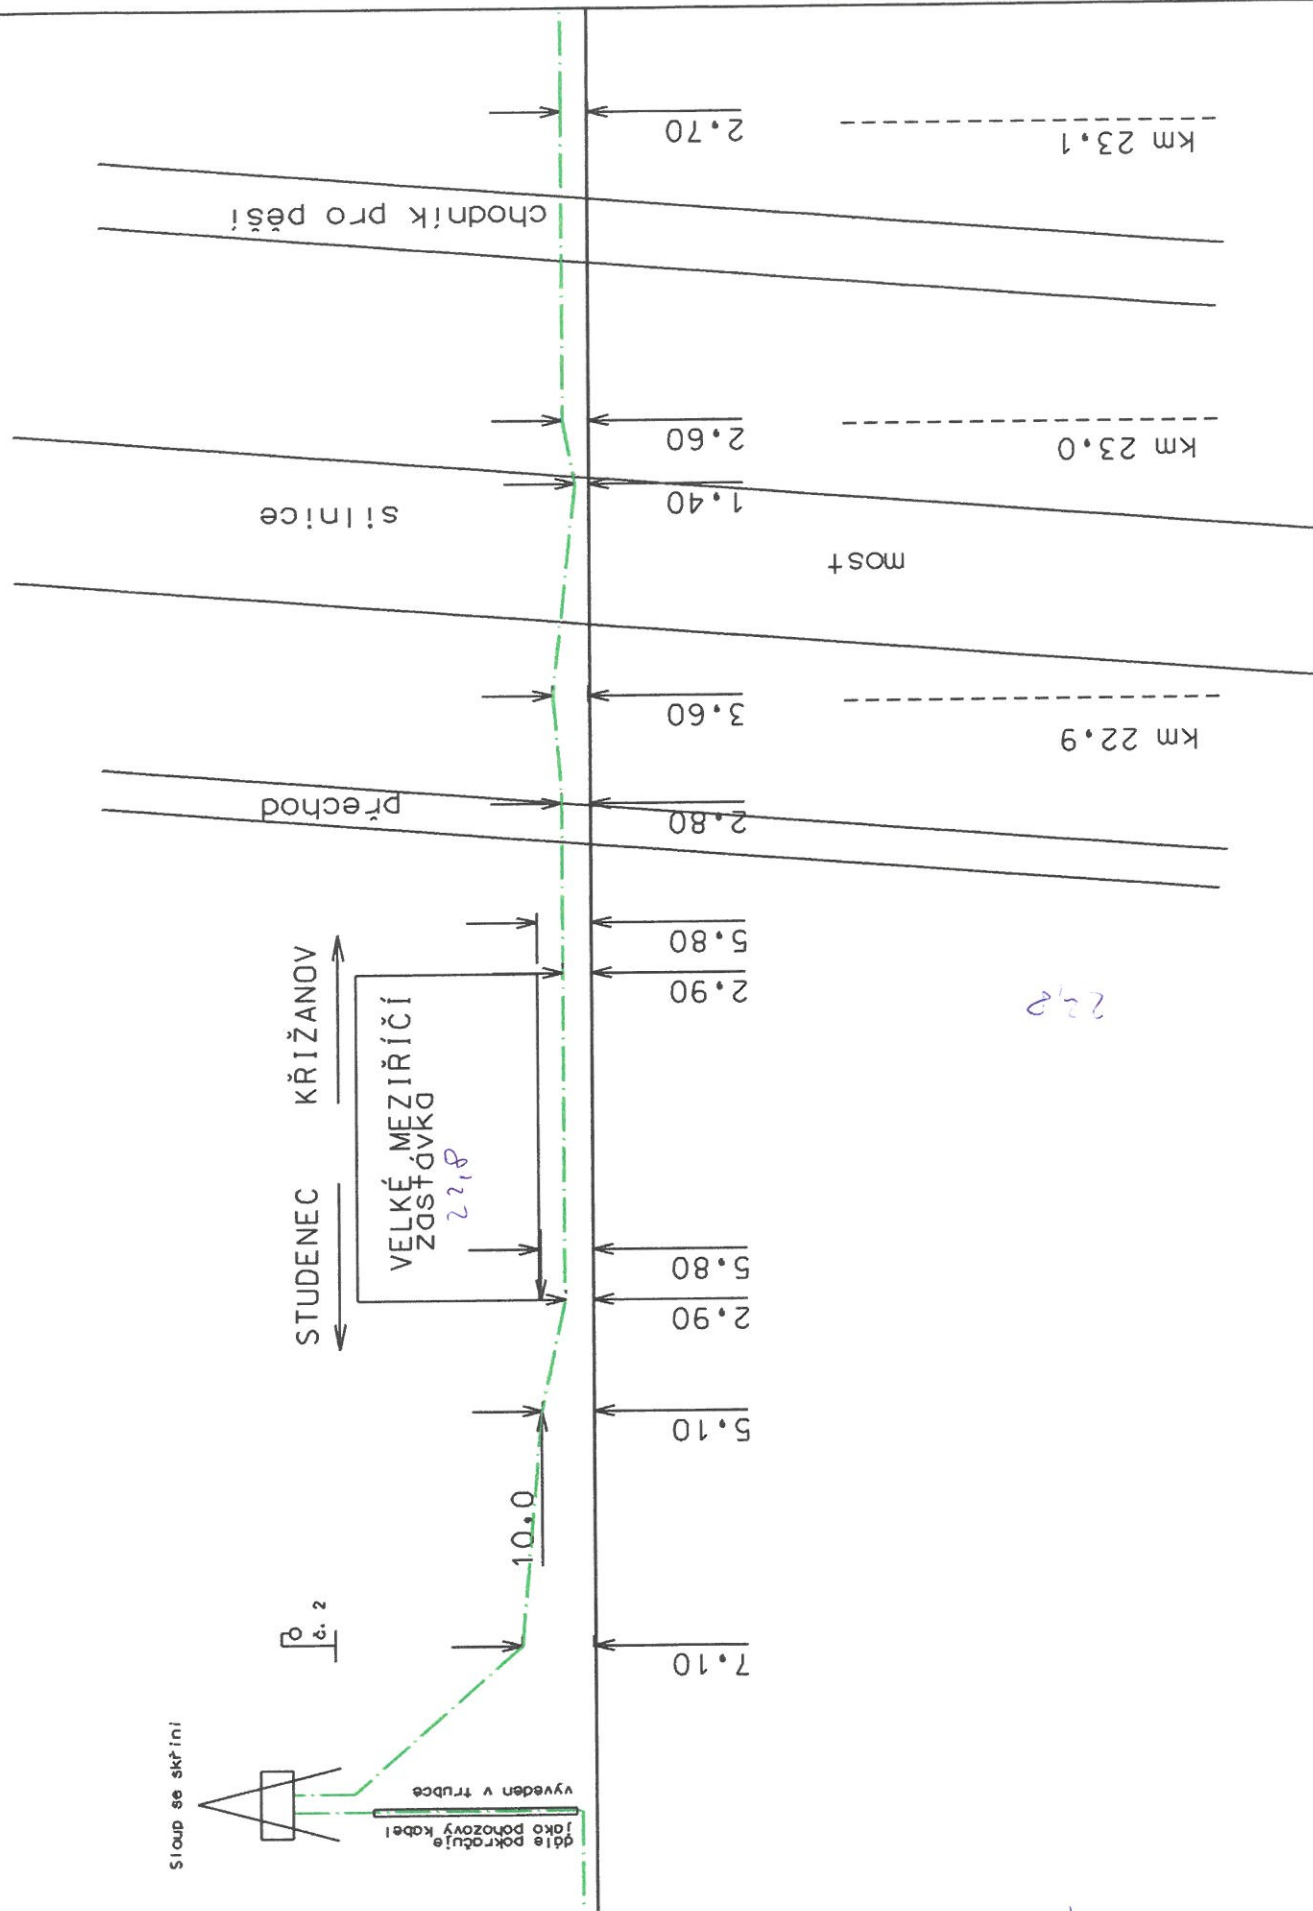 2.70
km 23.1
chodník pro pěší
2.60
km 23.0
1.40
silnice
most
3.60
km 22.9
2.80
přechod
5.80
2.90
KŘIŽANOV
STUDENEC
VELKÉ MEZIŘÍČÍ
zastávka
22,8
22,8
5.80
2.90
5.10
10.0
č. 2
7.10
Sloup se skříní
vyveden v trubce
dále pokračuje
jako pohozový kabel